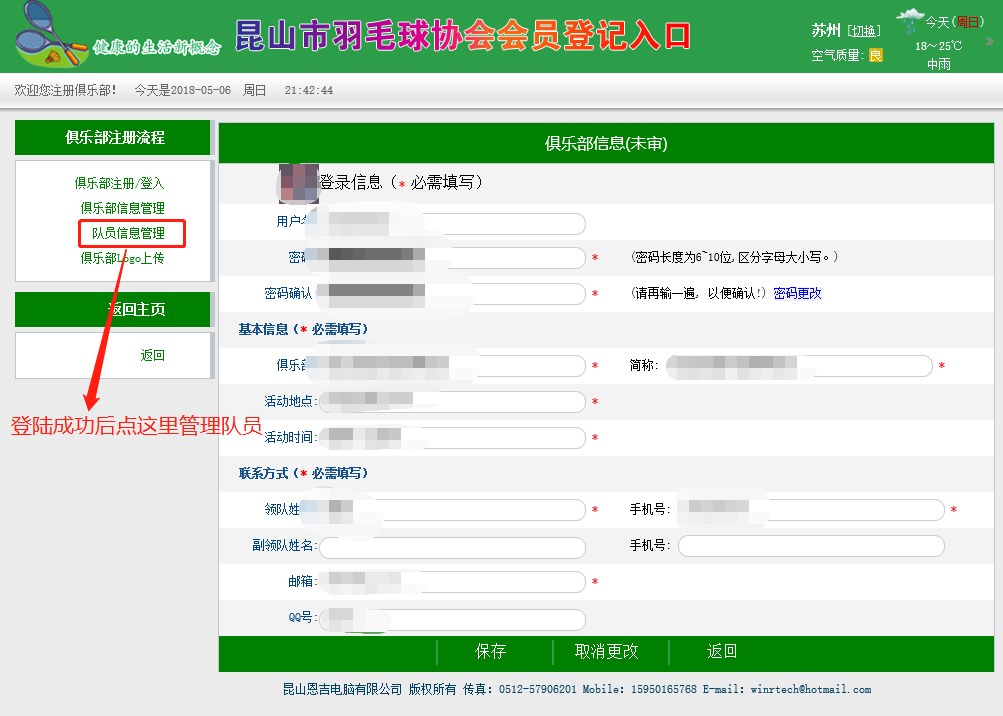 健康的生活新概念
昆山市羽毛球协会会员登记入口
苏州 [切换]
空气质量: 良
今天(周日)
18~25℃
中雨
欢迎您注册俱乐部! 今天是2018-05-06 周日 21:42:44
俱乐部注册流程
俱乐部注册/登入
俱乐部信息管理
队员信息管理
俱乐部Logo上传
返回主页
返回
登陆成功后点这里管理队员
俱乐部信息(未审)
登录信息 (* 必需填写)
用户
密码 * (密码长度为6~10位,区分字母大小写。)
密码确认 * (请再输一遍, 以便确认!) 密码更改
基本信息 (* 必需填写)
俱乐部 * 简称: *
活动地点: *
活动时间: *
联系方式 (* 必需填写)
领队姓 * 手机号: *
副领队姓名: 手机号:
邮箱: *
QQ号:
保存 取消更改 返回
昆山恩吉电脑有限公司 版权所有 传真: 0512-57906201 Mobile: 15950165768 E-mail: winrtech@hotmail.com